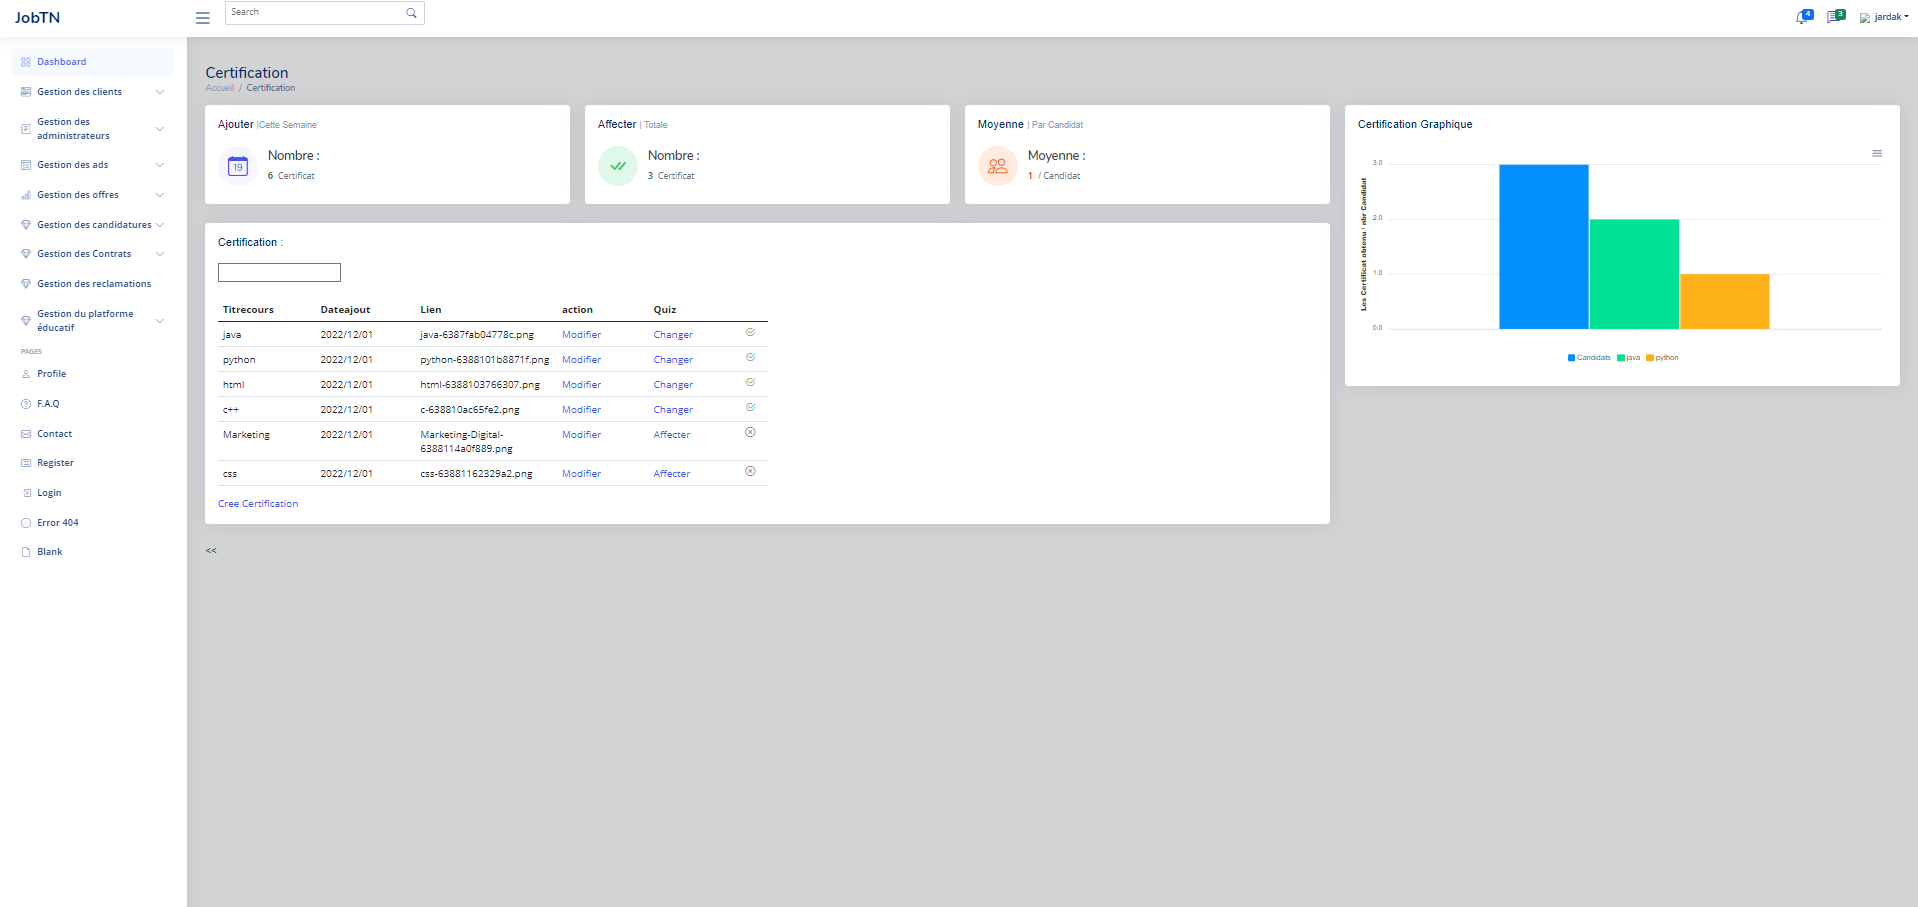 JobTN
Search
4
3
jardak
Dashboard
Gestion des clients
Gestion des
administrateurs
Gestion des ads
Gestion des offres
Gestion des candidatures
Gestion des Contrats
Gestion des reclamations
Gestion du platforme
éducatif
PAGES
Profile
F.A.Q
Contact
Register
Login
Error 404
Blank
Certification
Accueil / Certification
Ajouter |Cette Semaine
19
Nombre :
6 Certificat
Affecter | Totale
Nombre :
3 Certificat
Moyenne | Par Candidat
Moyenne :
1 / Candidat
Certification :
Titrecours Dateajout Lien action Quiz
java 2022/12/01 java-6387fab04778c.png Modifier Changer
python 2022/12/01 python-6388101b8871f.png Modifier Changer
html 2022/12/01 html-6388103766307.png Modifier Changer
c++ 2022/12/01 c-638810ac65fe2.png Modifier Changer
Marketing 2022/12/01 Marketing-Digital- Modifier Affecter
6388114a0f889.png
css 2022/12/01 css-63881162329a2.png Modifier Affecter
Cree Certification
<<
Certification Graphique
Les Certificat obtenu / nbr Candidat
3.0
2.0
1.0
0.0
Candidats java python